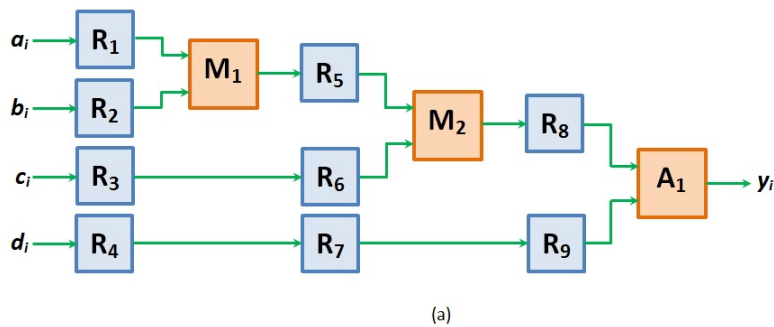 aᵢ R₁ M₁ R₅
bᵢ R₂ M₂ R₈
cᵢ R₃ R₆ A₁ yᵢ
dᵢ R₄ R₇ R₉
(a)